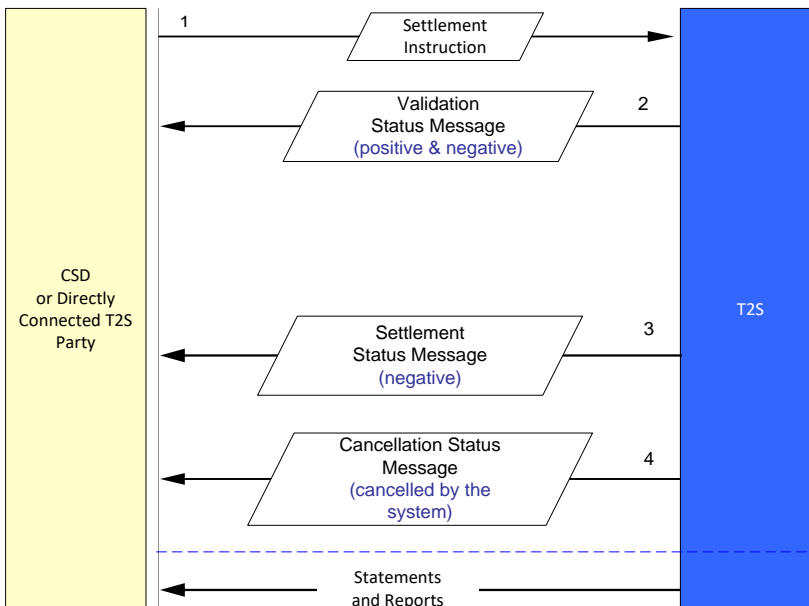 1
Settlement
Instruction
Validation
Status Message
(positive & negative)
2
CSD
or Directly
Connected T2S
Party
T2S
Settlement
Status Message
(negative)
3
Cancellation Status
Message
(cancelled by the
system)
4
Statements
and Reports